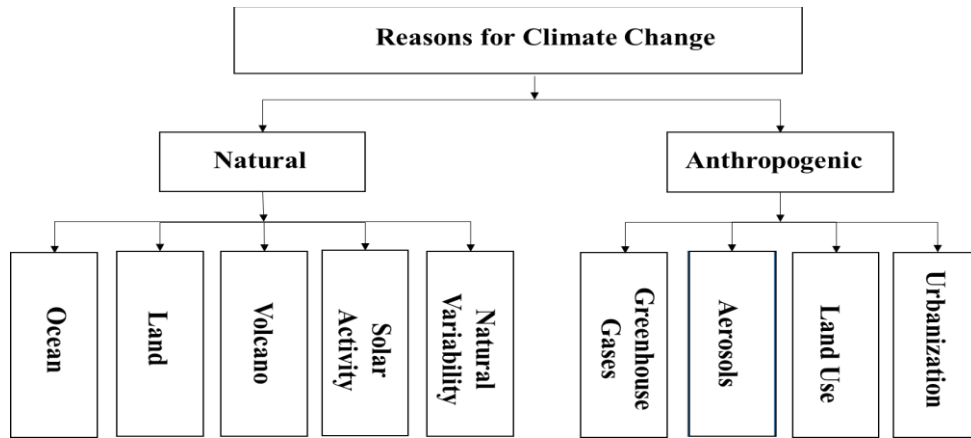 Reasons for Climate Change
Natural
Anthropogenic
Ocean
Land
Volcano
Solar
Activity
Natural
Variability
Greenhouse
Gases
Aerosols
Land Use
Urbanization